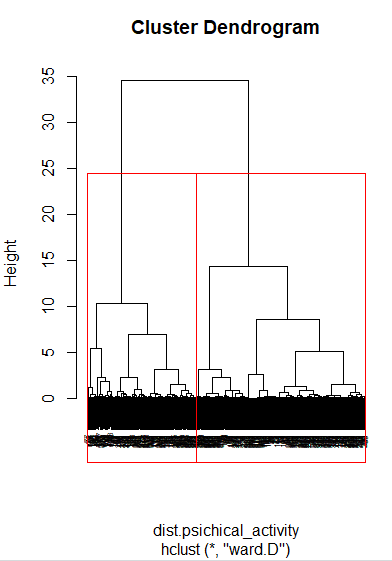 Cluster Dendrogram
Height
35
30
25
20
15
10
5
0
dist.psichical_activity
hclust (*, "ward.D")